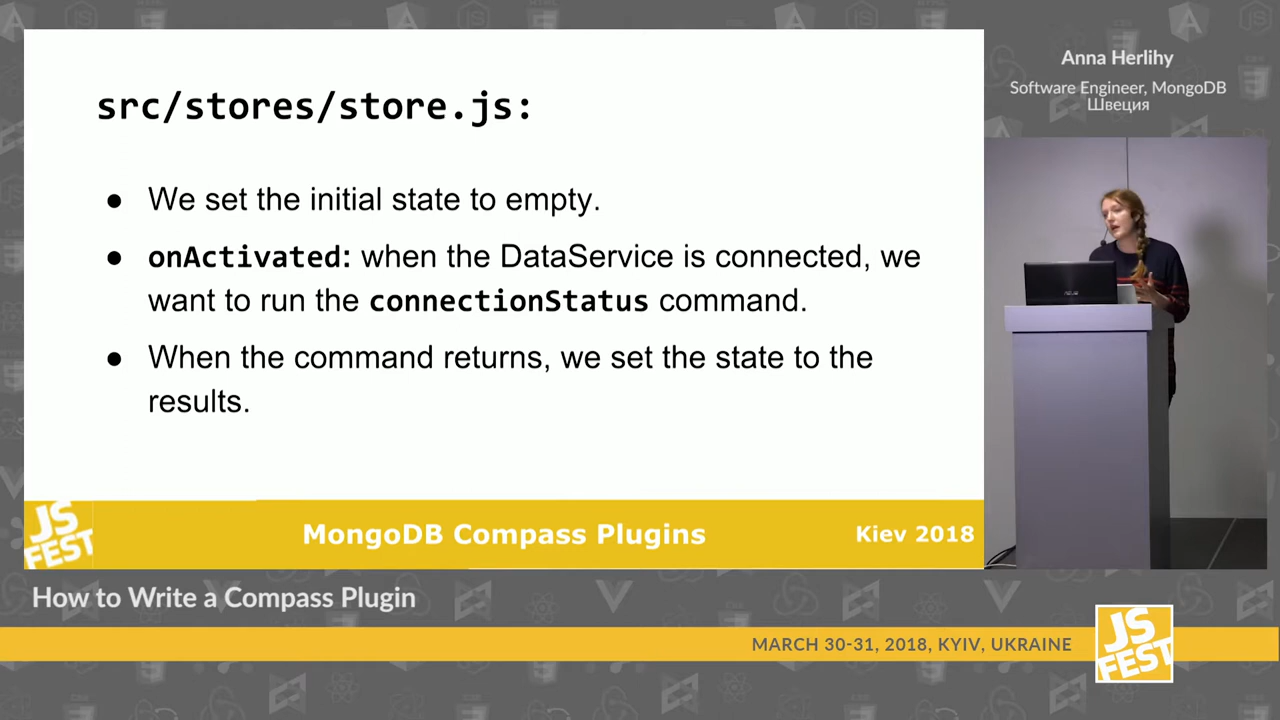 src/stores/store.js:
● We set the initial state to empty.
● onActivated: when the DataService is connected, we
want to run the connectionStatus command.
● When the command returns, we set the state to the
results.
JS
FEST
MongoDB Compass Plugins
Kiev 2018
Anna Herlihy
Software Engineer, MongoDB
Швеция
How to Write a Compass Plugin
MARCH 30-31, 2018, KYIV, UKRAINE
JS
FEST